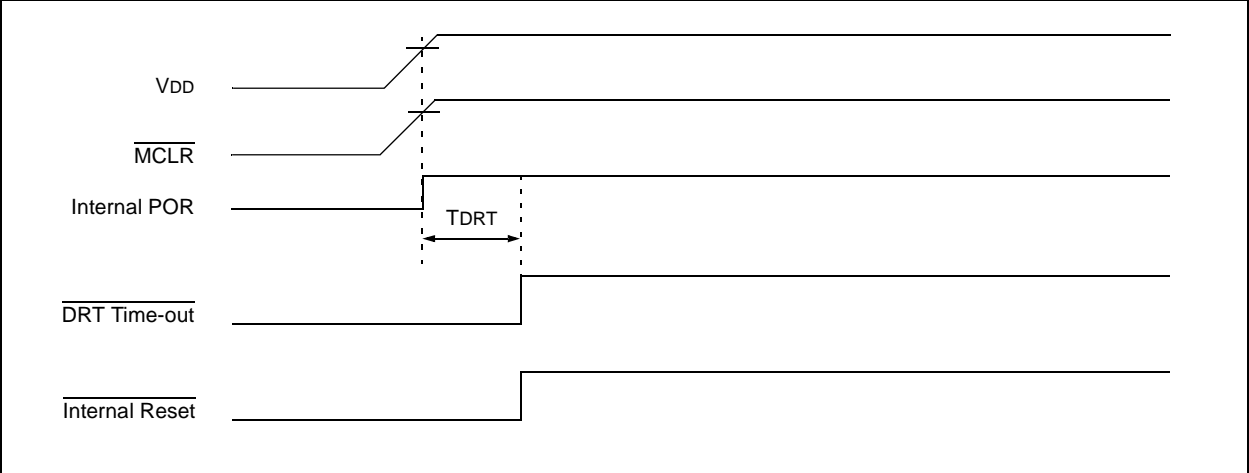 VDD
MCLR
Internal POR
TDRT
DRT Time-out
Internal Reset